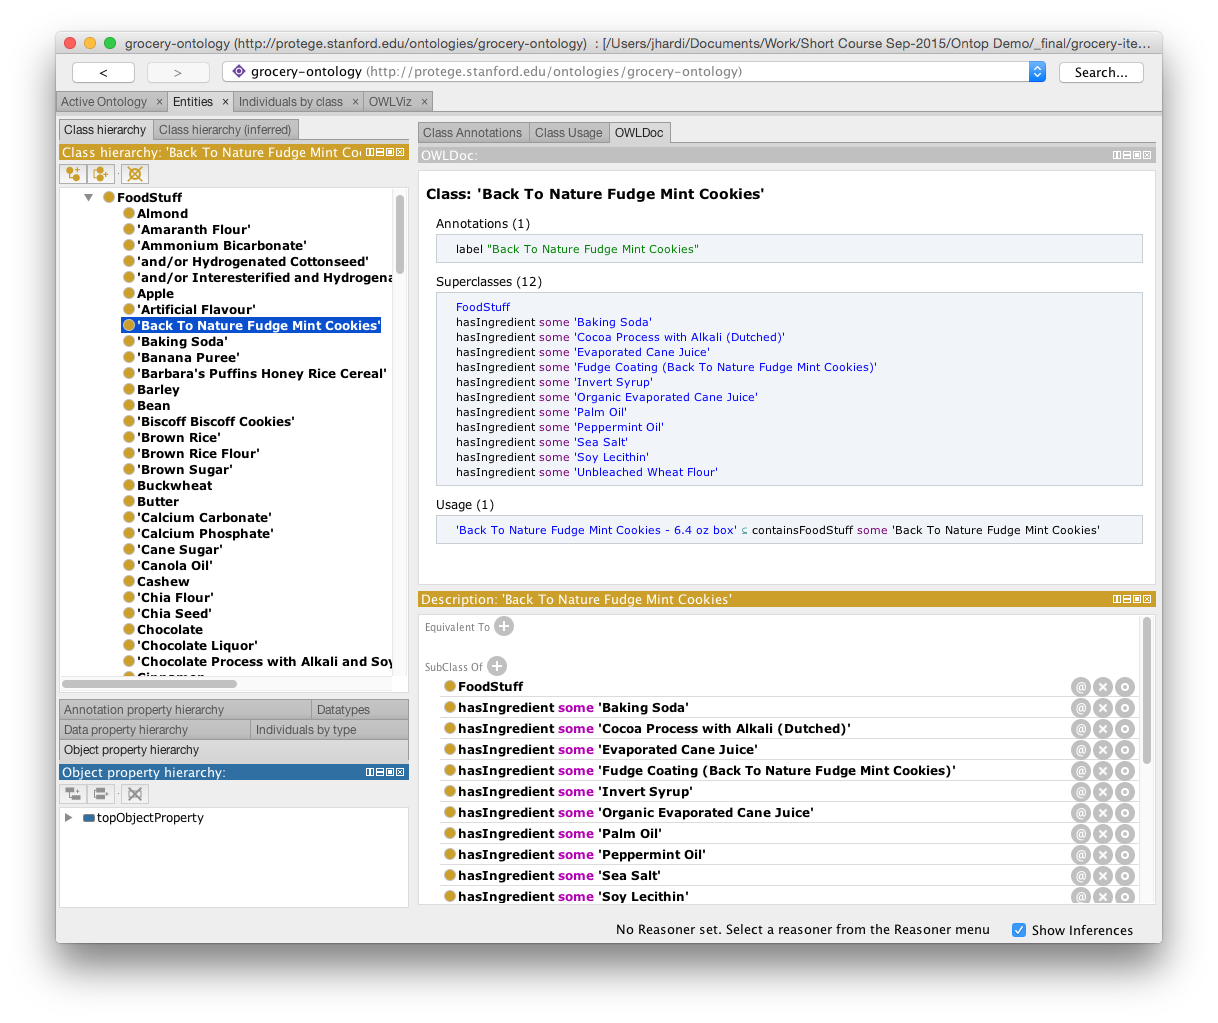 grocery-ontology (http://protege.stanford.edu/ontologies/grocery-ontology) : [/Users/jhardi/Documents/Work/Short Course Sep-2015/Ontop Demo/_final/grocery-ite...
< > grocery-ontology (http://protege.stanford.edu/ontologies/grocery-ontology) Search...
Active Ontology × Entities × Individuals by class × OWLViz ×
Class hierarchy Class hierarchy (inferred)
Class hierarchy: 'Back To Nature Fudge Mint Coo
FoodStuff
Almond
'Amaranth Flour'
'Ammonium Bicarbonate'
'and/or Hydrogenated Cottonseed'
'and/or Interesterified and Hydrogena
Apple
'Artificial Flavour'
'Back To Nature Fudge Mint Cookies'
'Baking Soda'
'Banana Puree'
'Barbara's Puffins Honey Rice Cereal'
Barley
Bean
'Biscoff Biscoff Cookies'
'Brown Rice'
'Brown Rice Flour'
'Brown Sugar'
Buckwheat
Butter
'Calcium Carbonate'
'Calcium Phosphate'
'Cane Sugar'
'Canola Oil'
Cashew
'Chia Flour'
'Chia Seed'
Chocolate
'Chocolate Liquor'
'Chocolate Process with Alkali and Soy
Cinnamon
Annotation property hierarchy Datatypes
Data property hierarchy Individuals by type
Object property hierarchy
Object property hierarchy:
topObjectProperty
Class Annotations Class Usage OWLDoc
OWLDoc:
Class: 'Back To Nature Fudge Mint Cookies'
Annotations (1)
label "Back To Nature Fudge Mint Cookies"
Superclasses (12)
FoodStuff
hasIngredient some 'Baking Soda'
hasIngredient some 'Cocoa Process with Alkali (Dutched)'
hasIngredient some 'Evaporated Cane Juice'
hasIngredient some 'Fudge Coating (Back To Nature Fudge Mint Cookies)'
hasIngredient some 'Invert Syrup'
hasIngredient some 'Organic Evaporated Cane Juice'
hasIngredient some 'Palm Oil'
hasIngredient some 'Peppermint Oil'
hasIngredient some 'Sea Salt'
hasIngredient some 'Soy Lecithin'
hasIngredient some 'Unbleached Wheat Flour'
Usage (1)
'Back To Nature Fudge Mint Cookies - 6.4 oz box' ⊆ containsFoodStuff some 'Back To Nature Fudge Mint Cookies'
Description: 'Back To Nature Fudge Mint Cookies'
Equivalent To +
SubClass Of +
FoodStuff
hasIngredient some 'Baking Soda'
hasIngredient some 'Cocoa Process with Alkali (Dutched)'
hasIngredient some 'Evaporated Cane Juice'
hasIngredient some 'Fudge Coating (Back To Nature Fudge Mint Cookies)'
hasIngredient some 'Invert Syrup'
hasIngredient some 'Organic Evaporated Cane Juice'
hasIngredient some 'Palm Oil'
hasIngredient some 'Peppermint Oil'
hasIngredient some 'Sea Salt'
hasIngredient some 'Soy Lecithin'
No Reasoner set. Select a reasoner from the Reasoner menu Show Inferences